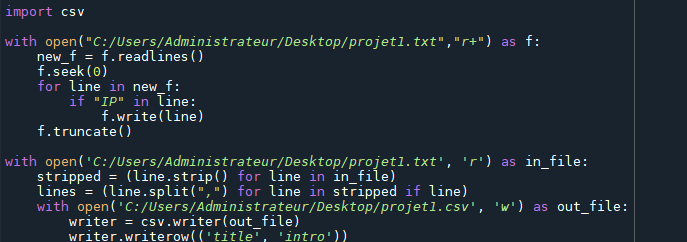 import csv
with open("C:/Users/Administrateur/Desktop/projet1.txt","r+") as f:
    new_f = f.readlines()
    f.seek(0)
    for line in new_f:
        if "IP" in line:
            f.write(line)
    f.truncate()
with open('C:/Users/Administrateur/Desktop/projet1.txt', 'r') as in_file:
    stripped = (line.strip() for line in in_file)
    lines = (line.split(",") for line in stripped if line)
    with open('C:/Users/Administrateur/Desktop/projet1.csv', 'w') as out_file:
        writer = csv.writer(out_file)
        writer.writerow(('title', 'intro'))